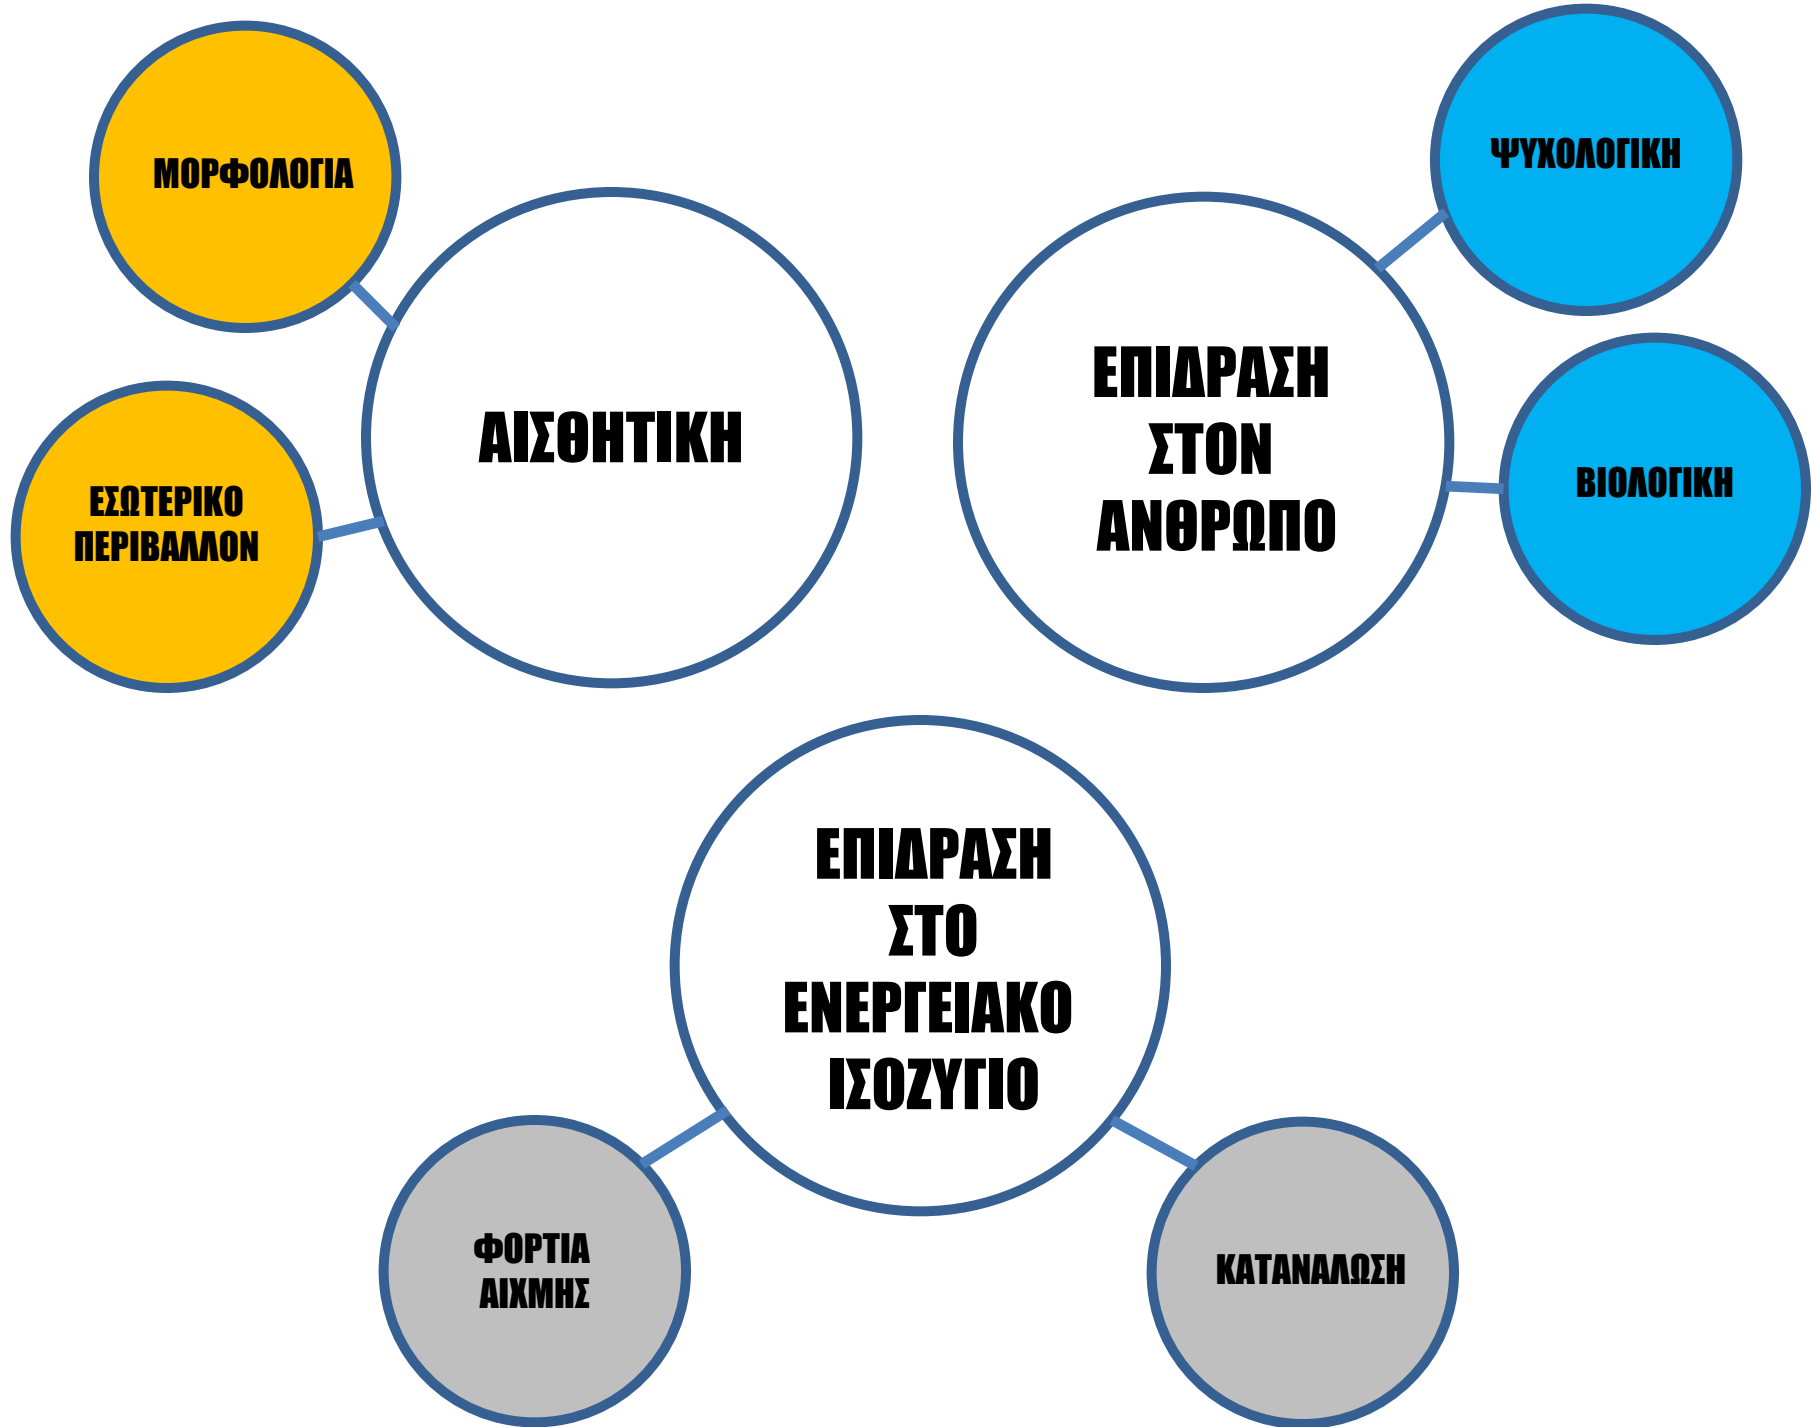 ΜΟΡΦΟΛΟΓΙΑ
ΕΣΩΤΕΡΙΚΟ
ΠΕΡΙΒΑΛΛΟΝ
ΑΙΣΘΗΤΙΚΗ
ΕΠΙΔΡΑΣΗ
ΣΤΟΝ
ΑΝΘΡΩΠΟ
ΨΥΧΟΛΟΓΙΚΗ
ΒΙΟΛΟΓΙΚΗ
ΕΠΙΔΡΑΣΗ
ΣΤΟ
ΕΝΕΡΓΕΙΑΚΟ
ΙΣΟΖΥΓΙΟ
ΦΟΡΤΙΑ
ΑΙΧΜΗΣ
ΚΑΤΑΝΑΛΩΣΗ